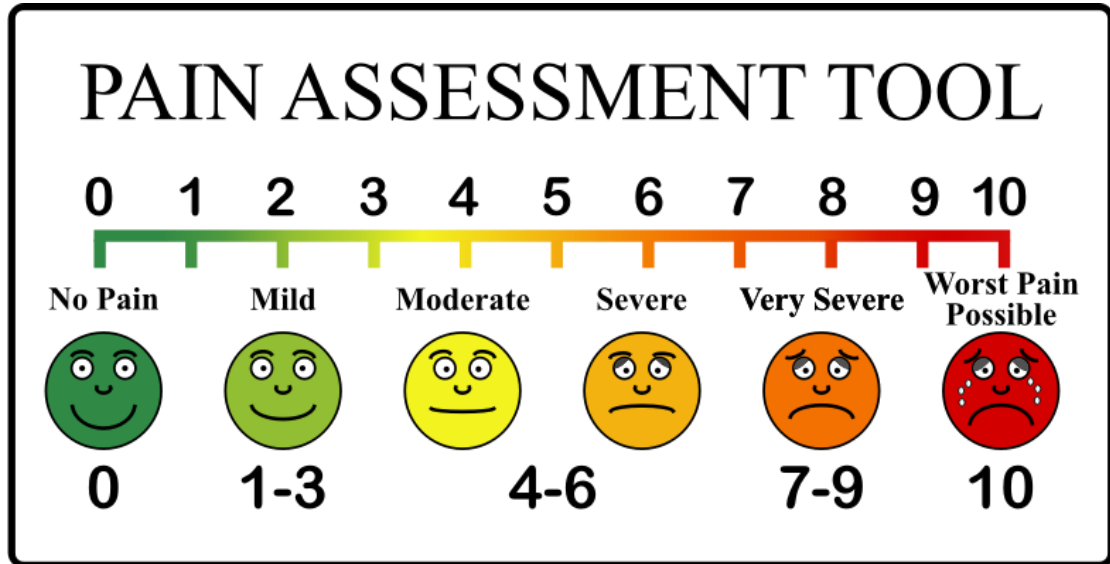 PAIN ASSESSMENT TOOL
0 1 2 3 4 5 6 7 8 9 10
No Pain Mild Moderate Severe Very Severe Worst Pain
Possible
0 1-3 4-6 7-9 10